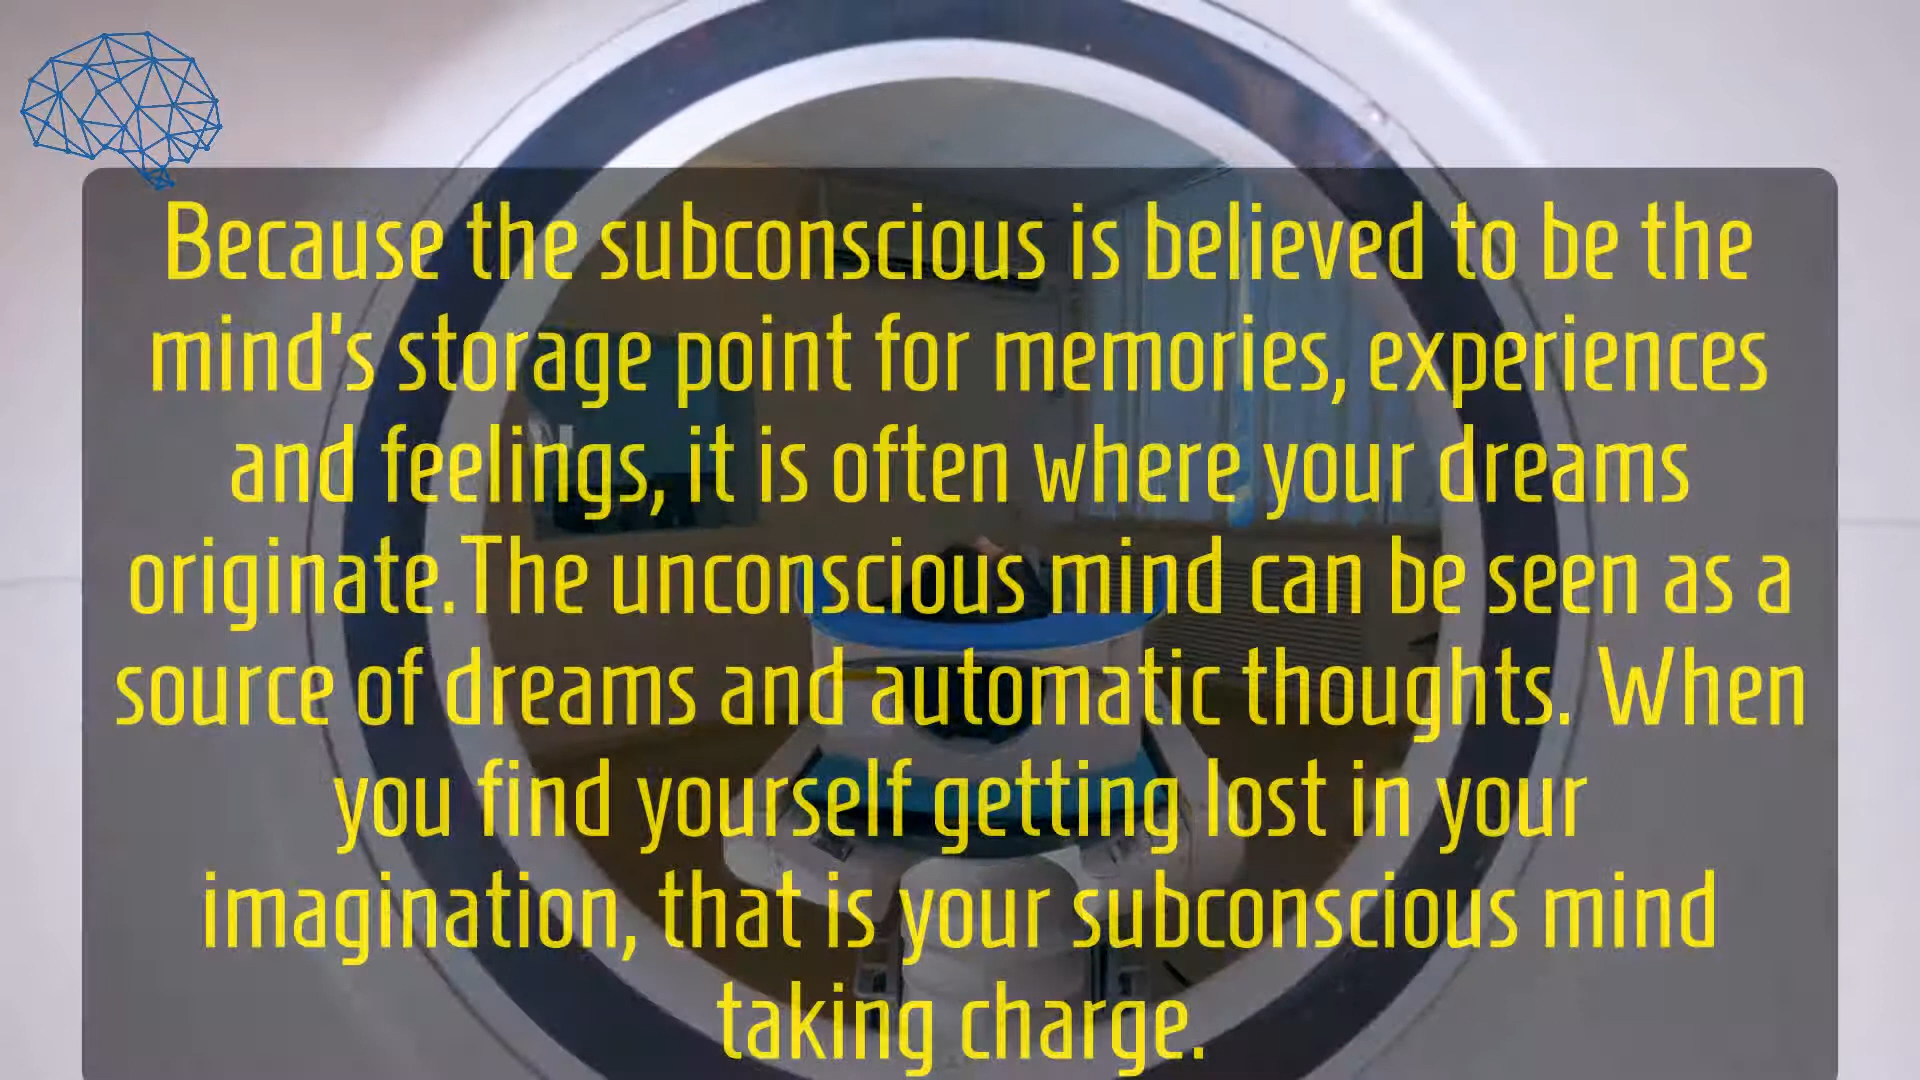 Because the subconscious is believed to be the
mind's storage point for memories, experiences
and feelings, it is often where your dreams
originate.The unconscious mind can be seen as a
source of dreams and automatic thoughts. When
you find yourself getting lost in your
imagination, that is your subconscious mind
taking charge.